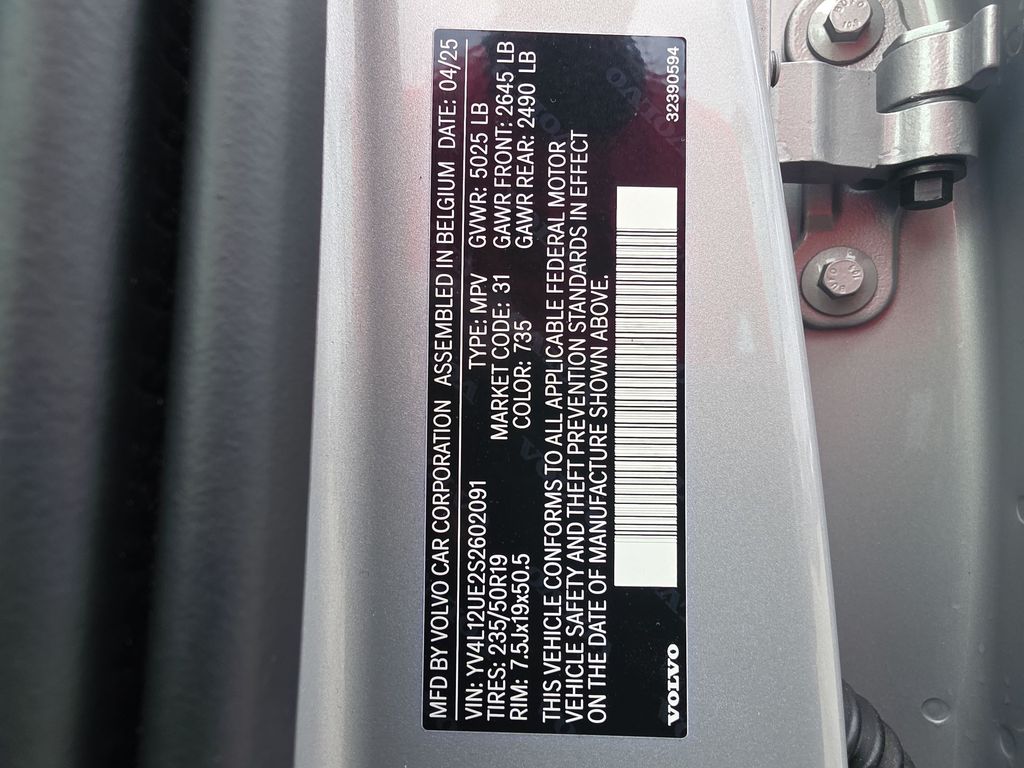 MFD BY VOLVO CAR CORPORATION ASSEMBLED IN BELGIUM DATE: 04/25
VIN: YV4L12UE2S2602091 TYPE: MPV GVWR: 5025 LB
TIRES: 235/50R19 MARKET CODE: 31 GAWR FRONT: 2645 LB
RIM: 7.5Jx19x50.5 COLOR: 735 GAWR REAR: 2490 LB
THIS VEHICLE CONFORMS TO ALL APPLICABLE FEDERAL MOTOR
VEHICLE SAFETY AND THEFT PREVENTION STANDARDS IN EFFECT
ON THE DATE OF MANUFACTURE SHOWN ABOVE.
VOLVO 32390594